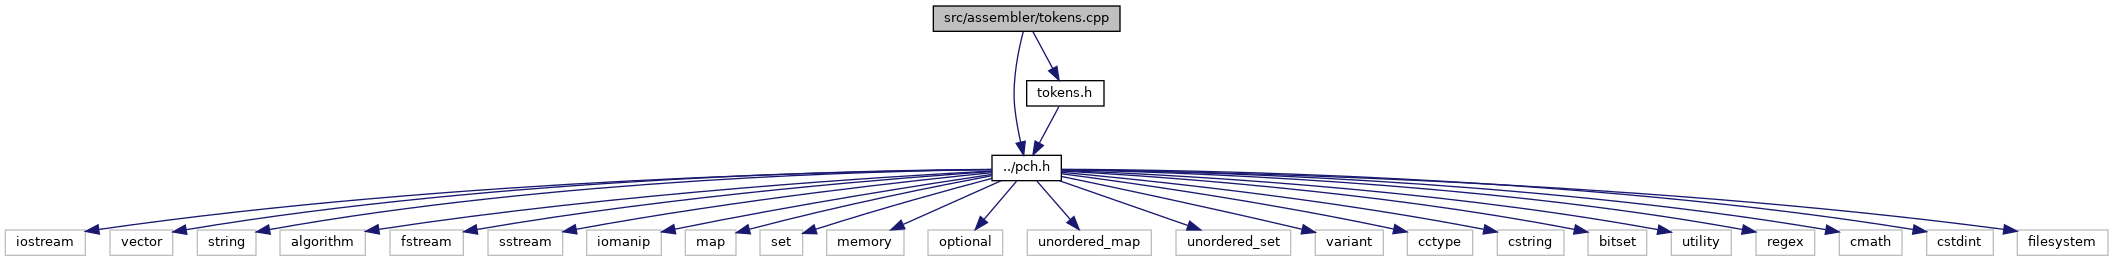 src/assembler/tokens.cpp
tokens.h
../pch.h
iostream
vector
string
algorithm
fstream
sstream
iomanip
map
set
memory
optional
unordered_map
unordered_set
variant
cctype
cstring
bitset
utility
regex
cmath
cstdint
filesystem